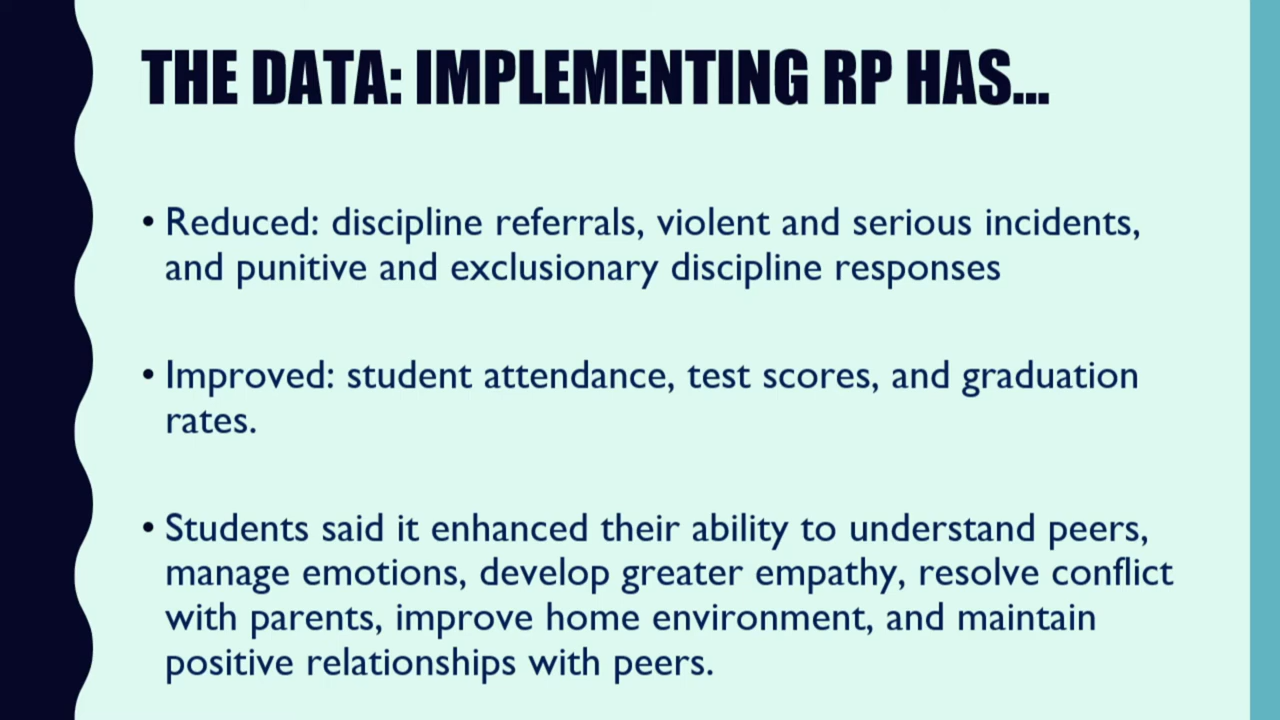 THE DATA: IMPLEMENTING RP HAS...
• Reduced: discipline referrals, violent and serious incidents,
and punitive and exclusionary discipline responses
• Improved: student attendance, test scores, and graduation
rates.
• Students said it enhanced their ability to understand peers,
manage emotions, develop greater empathy, resolve conflict
with parents, improve home environment, and maintain
positive relationships with peers.